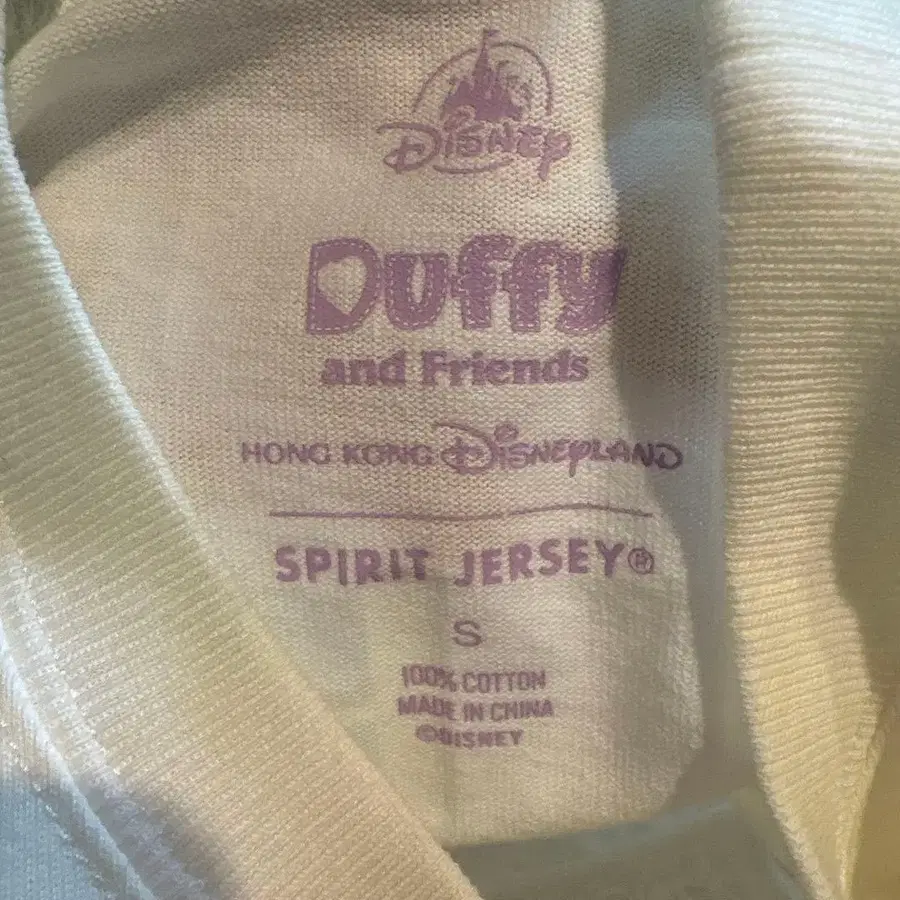 Disney
Duffy
and Friends
HONG KONG Disneyland
SPIRIT JERSEY®
S
100% COTTON
MADE IN CHINA
©DISNEY